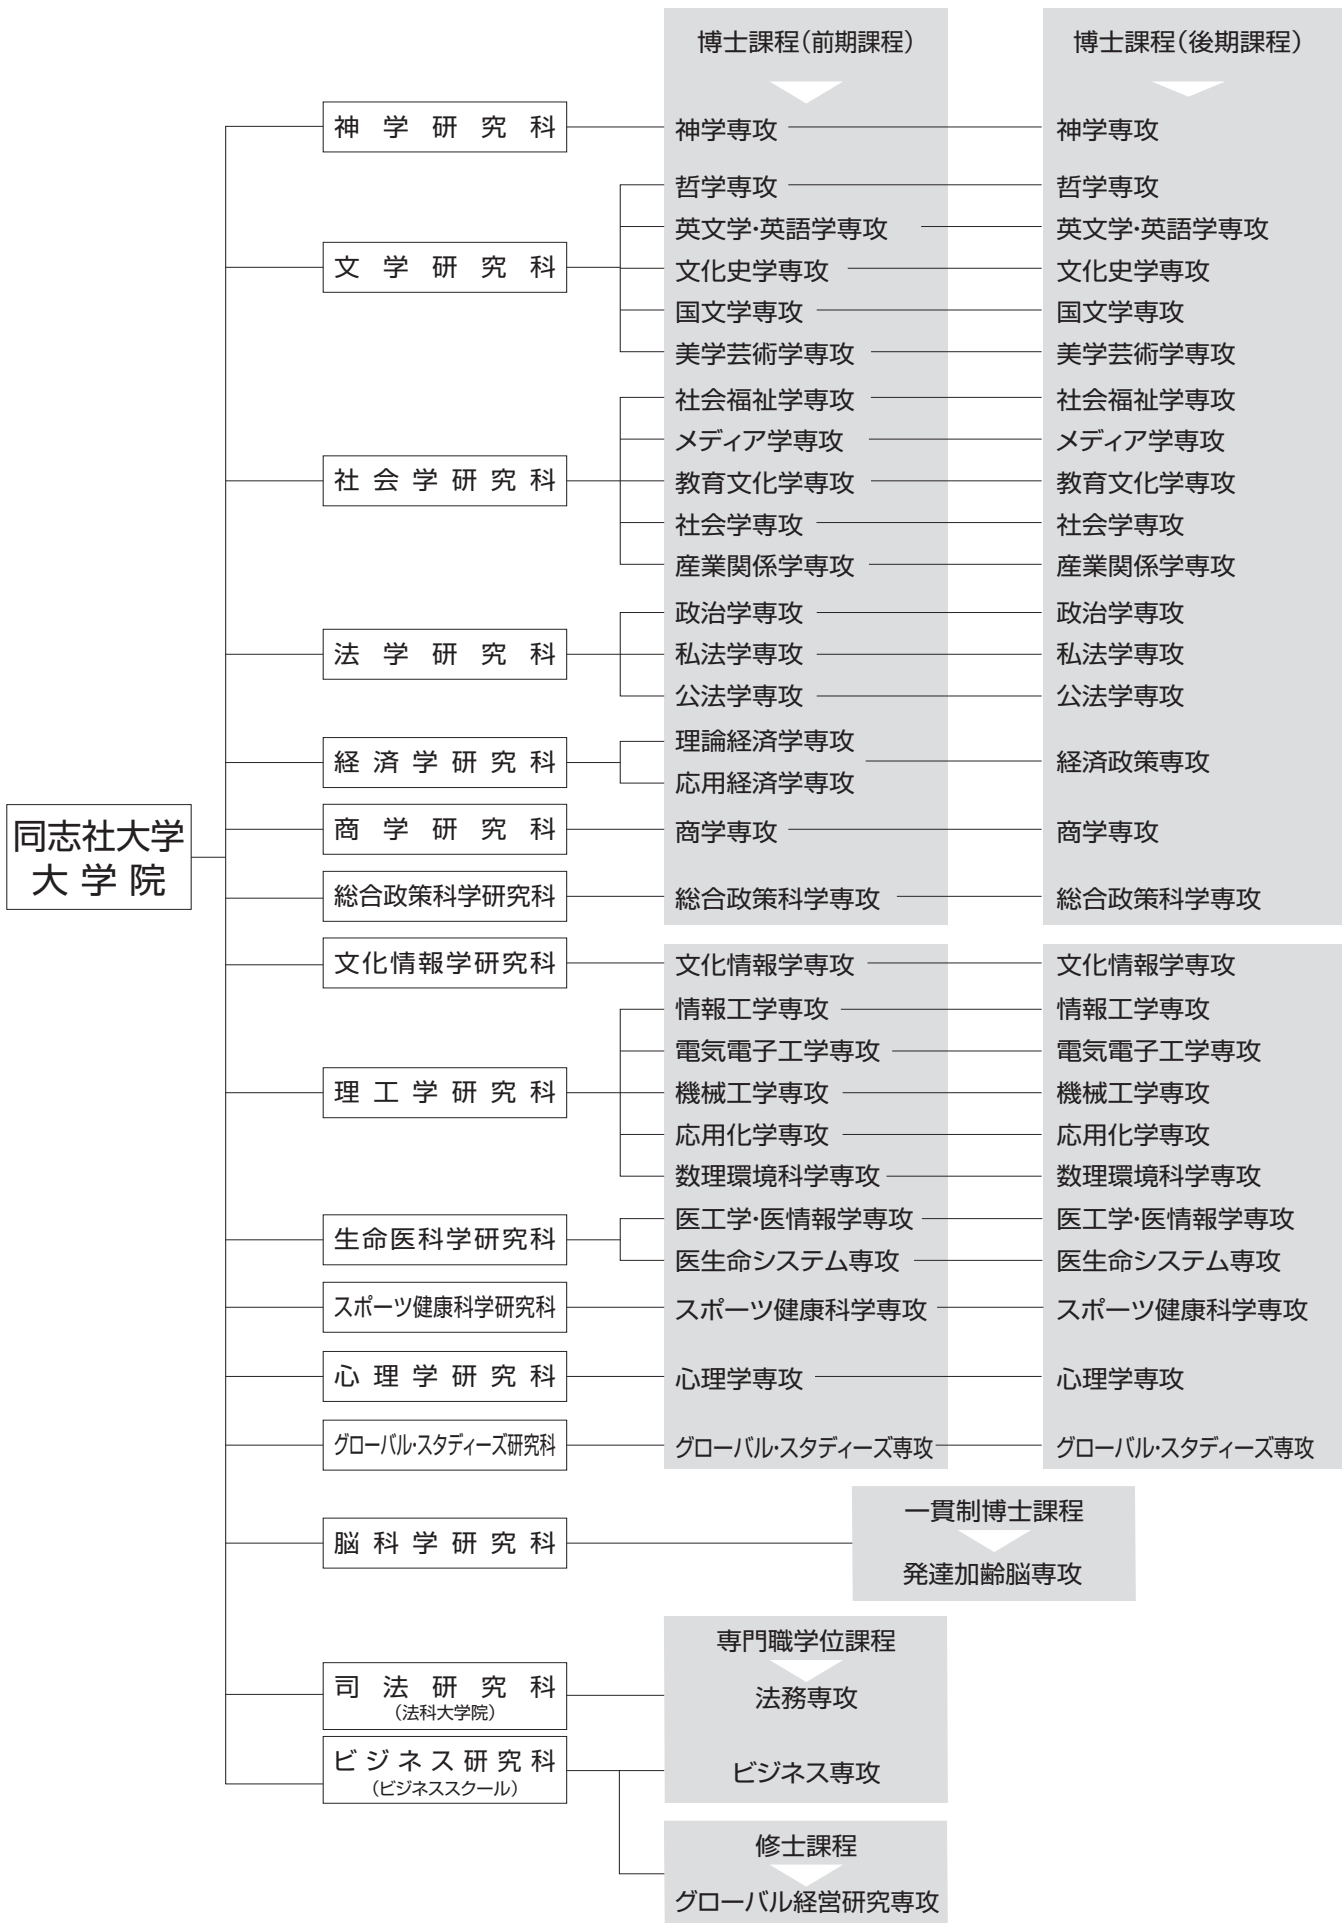 博士課程(前期課程) 博士課程(後期課程)
神学研究科 神学専攻 神学専攻
哲学専攻 哲学専攻
英文学・英語学専攻 英文学・英語学専攻
文学研究科 文化史学専攻 文化史学専攻
国文学専攻 国文学専攻
美学芸術学専攻 美学芸術学専攻
社会福祉学専攻 社会福祉学専攻
メディア学専攻 メディア学専攻
社会学研究科 教育文化学専攻 教育文化学専攻
社会学専攻 社会学専攻
産業関係学専攻 産業関係学専攻
政治学専攻 政治学専攻
法学研究科 私法学専攻 私法学専攻
公法学専攻 公法学専攻
理論経済学専攻
経済学研究科 経済政策専攻
応用経済学専攻
同志社大学
大学院
商学研究科 商学専攻 商学専攻
総合政策科学研究科 総合政策科学専攻 総合政策科学専攻
文化情報学研究科 文化情報学専攻 文化情報学専攻
情報工学専攻 情報工学専攻
電気電子工学専攻 電気電子工学専攻
理工学研究科 機械工学専攻 機械工学専攻
応用化学専攻 応用化学専攻
数理環境科学専攻 数理環境科学専攻
医工学・医情報学専攻 医工学・医情報学専攻
生命医科学研究科
医生命システム専攻 医生命システム専攻
スポーツ健康科学研究科 スポーツ健康科学専攻 スポーツ健康科学専攻
心理学研究科 心理学専攻 心理学専攻
グローバル・スタディーズ研究科 グローバル・スタディーズ専攻 グローバル・スタディーズ専攻
一貫制博士課程
脳科学研究科
発達加齢脳専攻
専門職学位課程
司法研究科 法務専攻
(法科大学院)
ビジネス研究科 ビジネス専攻
(ビジネススクール)
修士課程
グローバル経営研究専攻